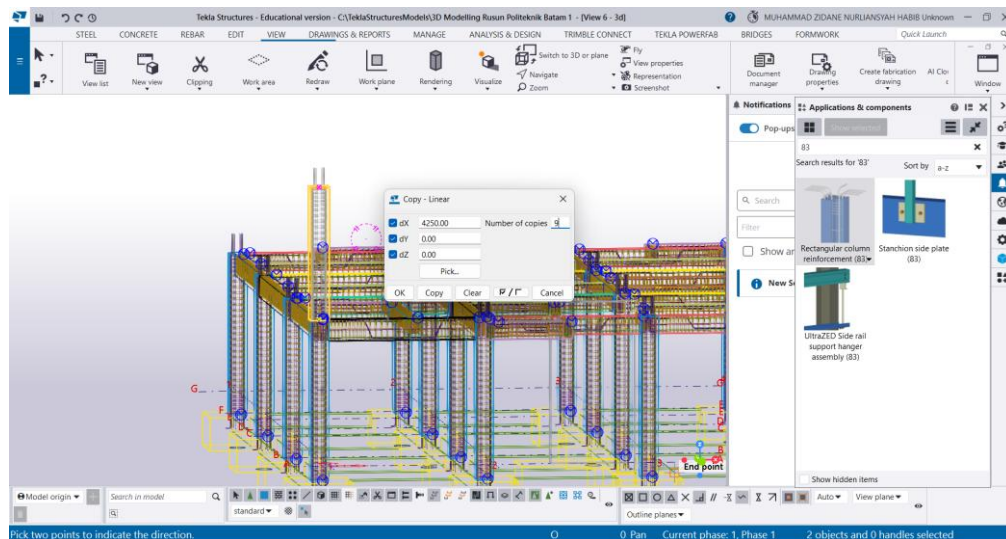 Tekla Structures - Educational version - C:\TeklaStructuresModels\3D Modelling Rusun Politeknik Batam 1 - [View 6 - 3d]
MUHAMMAD ZIDANE NURLIANSYAH HABIB Unknown
STEEL CONCRETE REBAR EDIT VIEW DRAWINGS & REPORTS MANAGE ANALYSIS & DESIGN TRIMBLE CONNECT TEKLA POWERFAB BRIDGES FORMWORK Quick Launch
View list
New view
Clipping
Work area
Redraw
Work plane
Rendering
Visualize
Switch to 3D or plane
Navigate
Zoom
Fly
View properties
Representation
Screenshot
Document manager
Drawing properties
Create fabrication drawing
AI Clo
Window
Notifications
Pop-ups
Search
Filter
Show ar
New S
Applications & components
Show selected
83
Search results for '83'
Sort by a-z
Rectangular column reinforcement (83)
Stanchion side plate (83)
UltraZED Side rail support hanger assembly (83)
Show hidden items
Copy - Linear
dX 4250.00 Number of copies 9
dY 0.00
dZ 0.00
Pick...
OK Copy Clear Cancel
G
F
End point
Model origin
Search in model
standard
Auto
View plane
Outline planes
Pick two points to indicate the direction.
O 0 Pan Current phase: 1, Phase 1 2 objects and 0 handles selected